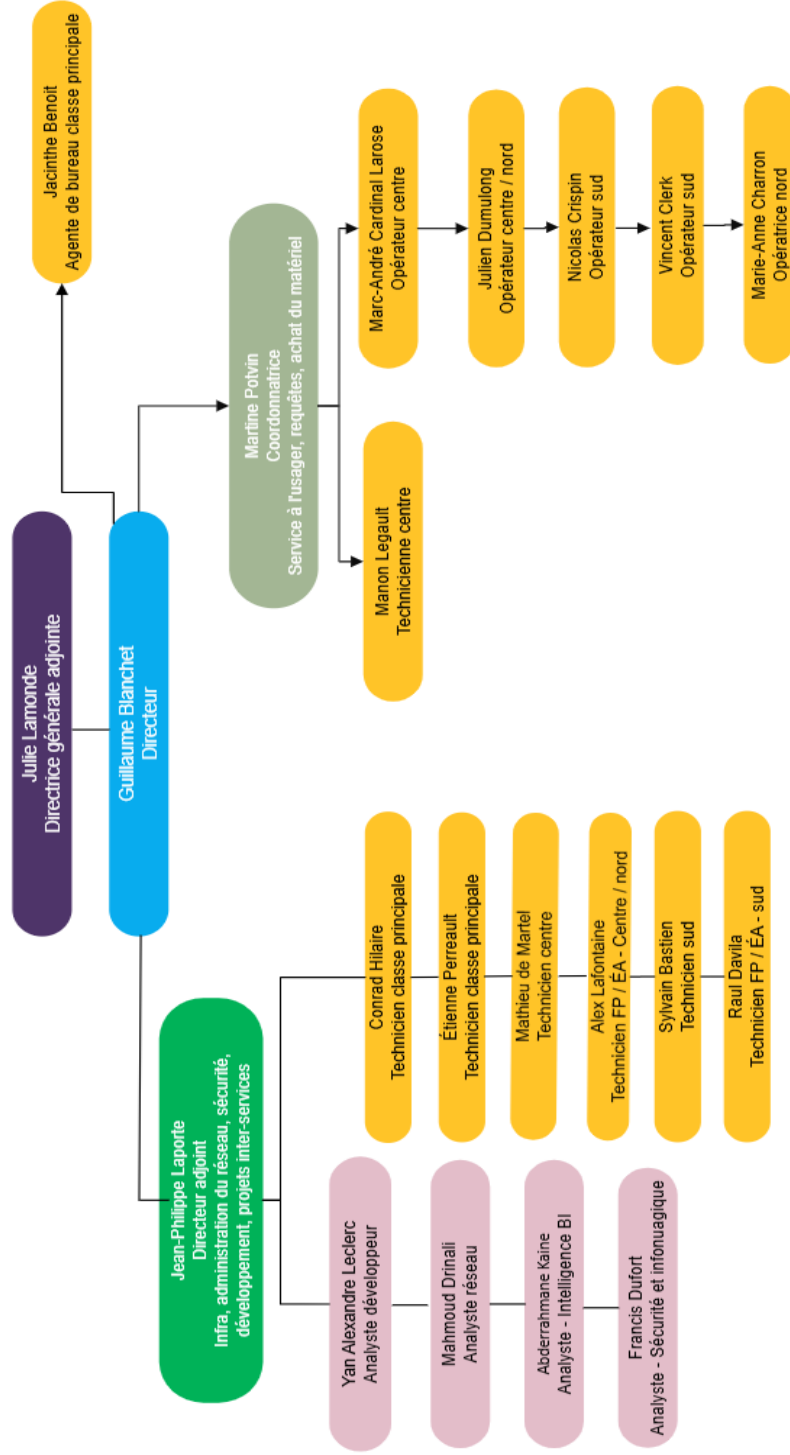 Julie Lamonde
Directrice générale adjointe
Guillaume Blanchet
Directeur
Jacinthe Benoit
Agente de bureau classe principale
Jean-Philippe Laporte
Directeur adjoint
Infra, administration du réseau, sécurité,
développement, projets inter-services
Martine Potvin
Coordonnatrice
Service à l'usager, requêtes, achat du matériel
Yan Alexandre Leclerc
Analyste développeur
Mahmoud Drinali
Analyste réseau
Abderrahmane Kaine
Analyste - Intelligence BI
Francis Dufort
Analyste - Sécurité et infonuagique
Conrad Hilaire
Technicien classe principale
Étienne Perreault
Technicien classe principale
Mathieu de Martel
Technicien centre
Alex Lafontaine
Technicien FP / ÉA - Centre / nord
Sylvain Bastien
Technicien sud
Raul Davila
Technicien FP / ÉA - sud
Manon Legault
Technicienne centre
Marc-André Cardinal Larose
Opérateur centre
Julien Dumulong
Opérateur centre / nord
Nicolas Crispin
Opérateur sud
Vincent Clerk
Opérateur sud
Marie-Anne Charron
Opératrice nord